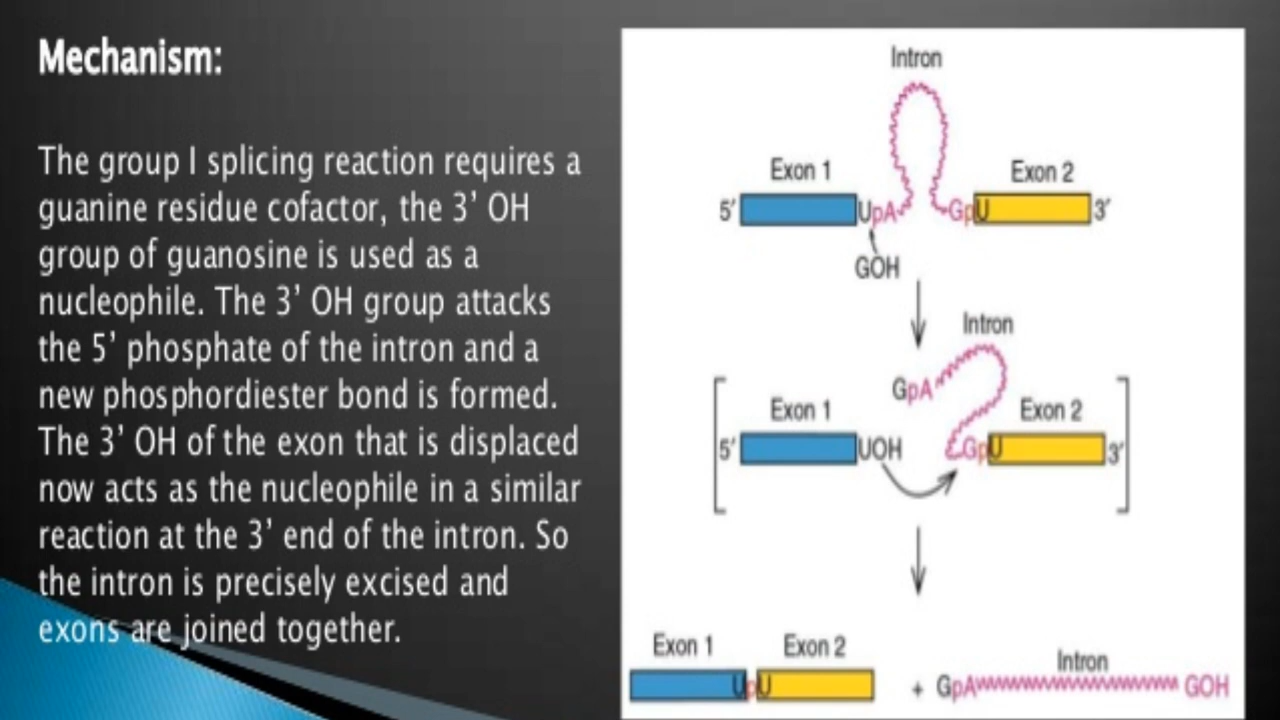 Mechanism:
The group I splicing reaction requires a
guanine residue cofactor, the 3' OH
group of guanosine is used as a
nucleophile. The 3' OH group attacks
the 5' phosphate of the intron and a
new phosphordiester bond is formed.
The 3' OH of the exon that is displaced
now acts as the nucleophile in a similar
reaction at the 3' end of the intron. So
the intron is precisely excised and
exons are joined together.
Intron
Exon 1 Exon 2
5′ UpA GpU 3′
GOH
Intron
GpA
Exon 1 Exon 2
5′ UOH GpU 3′
Exon 1 Exon 2 Intron
UpU + GpA GOH